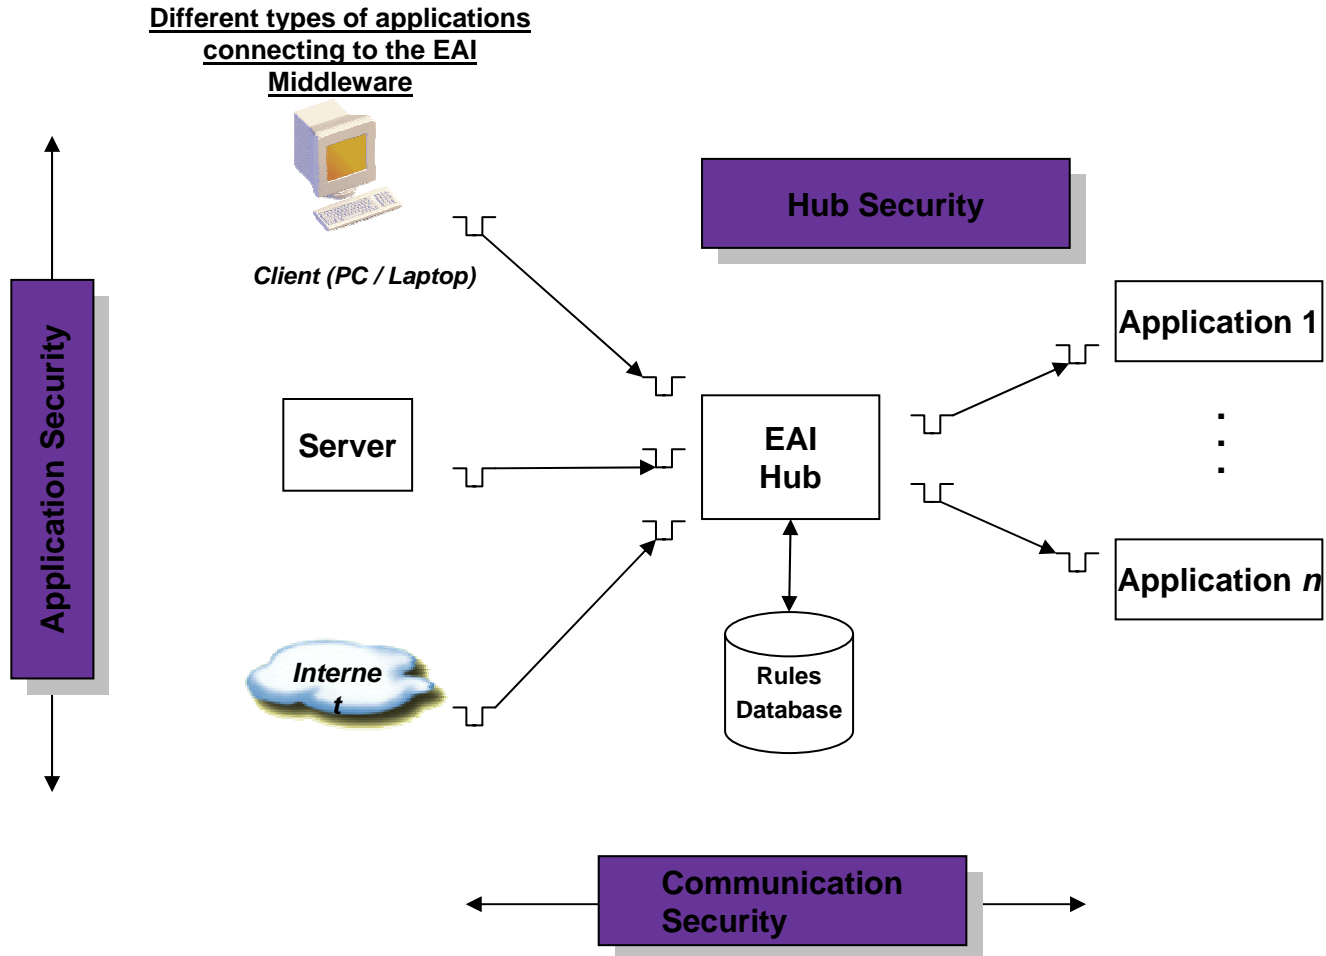 Different types of applications
connecting to the EAI
Middleware
Hub Security
Client (PC / Laptop)
Application Security
Application 1
Server
EAI
Hub
.
.
.
Application n
Interne
t
Rules
Database
Communication
Security